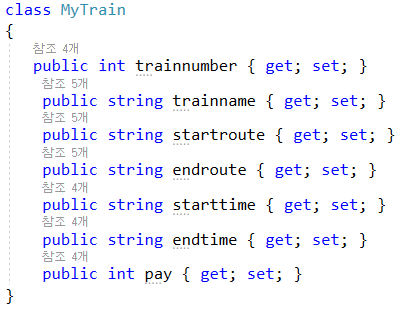 class MyTrain
{
참조 4개
public int trainnumber { get; set; }
참조 5개
public string trainname { get; set; }
참조 5개
public string startroute { get; set; }
참조 5개
public string endroute { get; set; }
참조 4개
public string starttime { get; set; }
참조 4개
public string endtime { get; set; }
참조 4개
public int pay { get; set; }
}